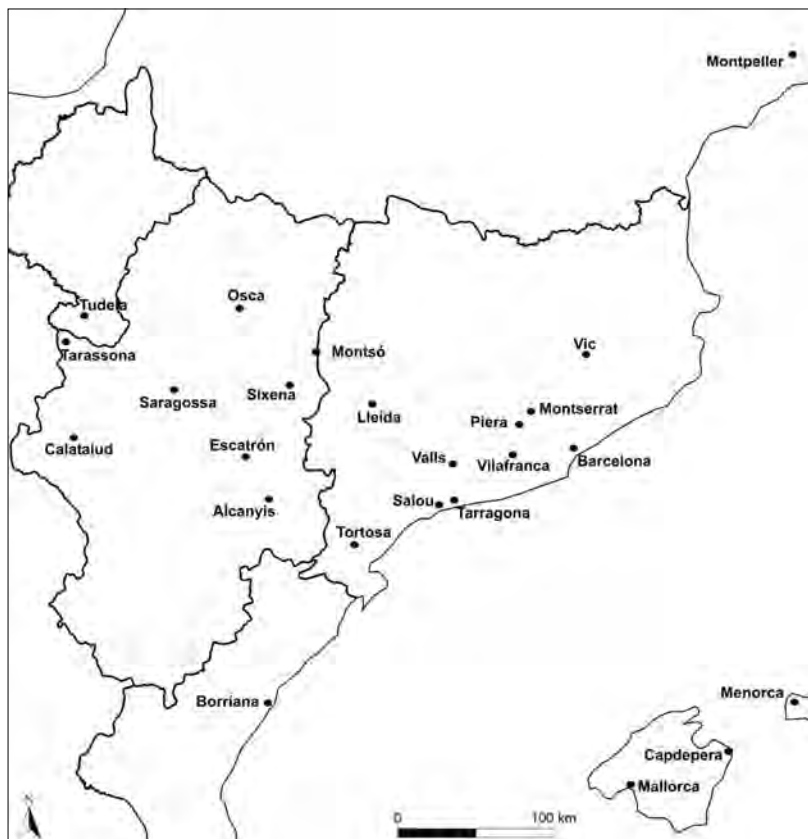 Montpeller
Osca
Tudela
Vic
Tarassona
Montsó
Saragossa
Sixena
Lleida
Montserrat
Piera
Calataiud
Escatrón
Valls
Vilafranca
Barcelona
Alcanyis
Salou
Tarragona
Tortosa
Borriana
Menorca
Capdepera
Mallorca
N
0 100 km